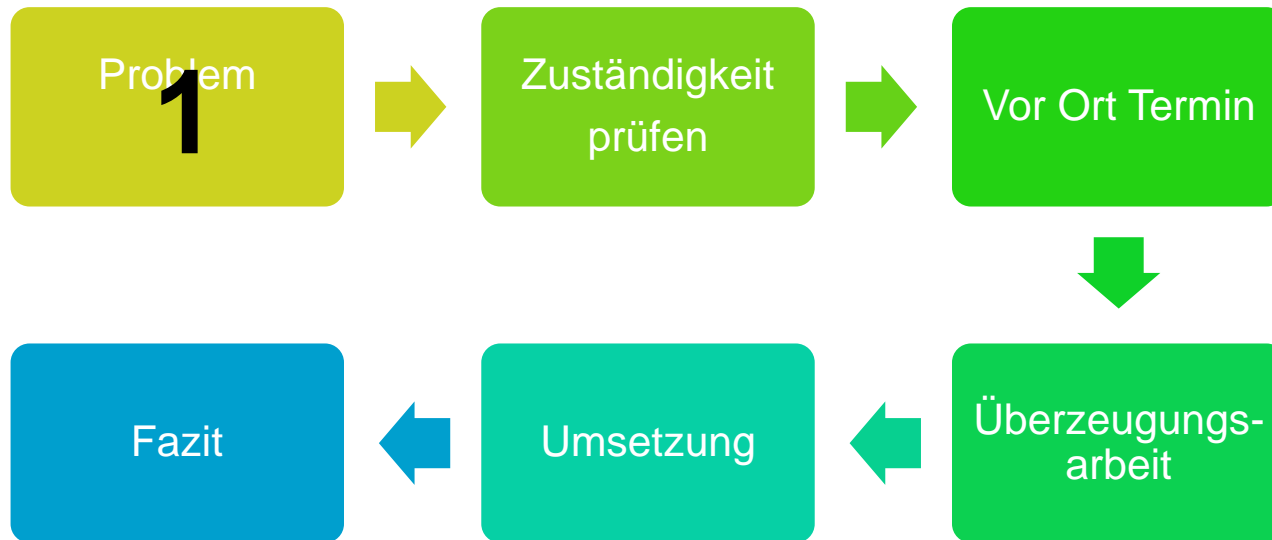 Problem
1
Zuständigkeit
prüfen
Vor Ort Termin
Überzeugungs-
arbeit
Umsetzung
Fazit